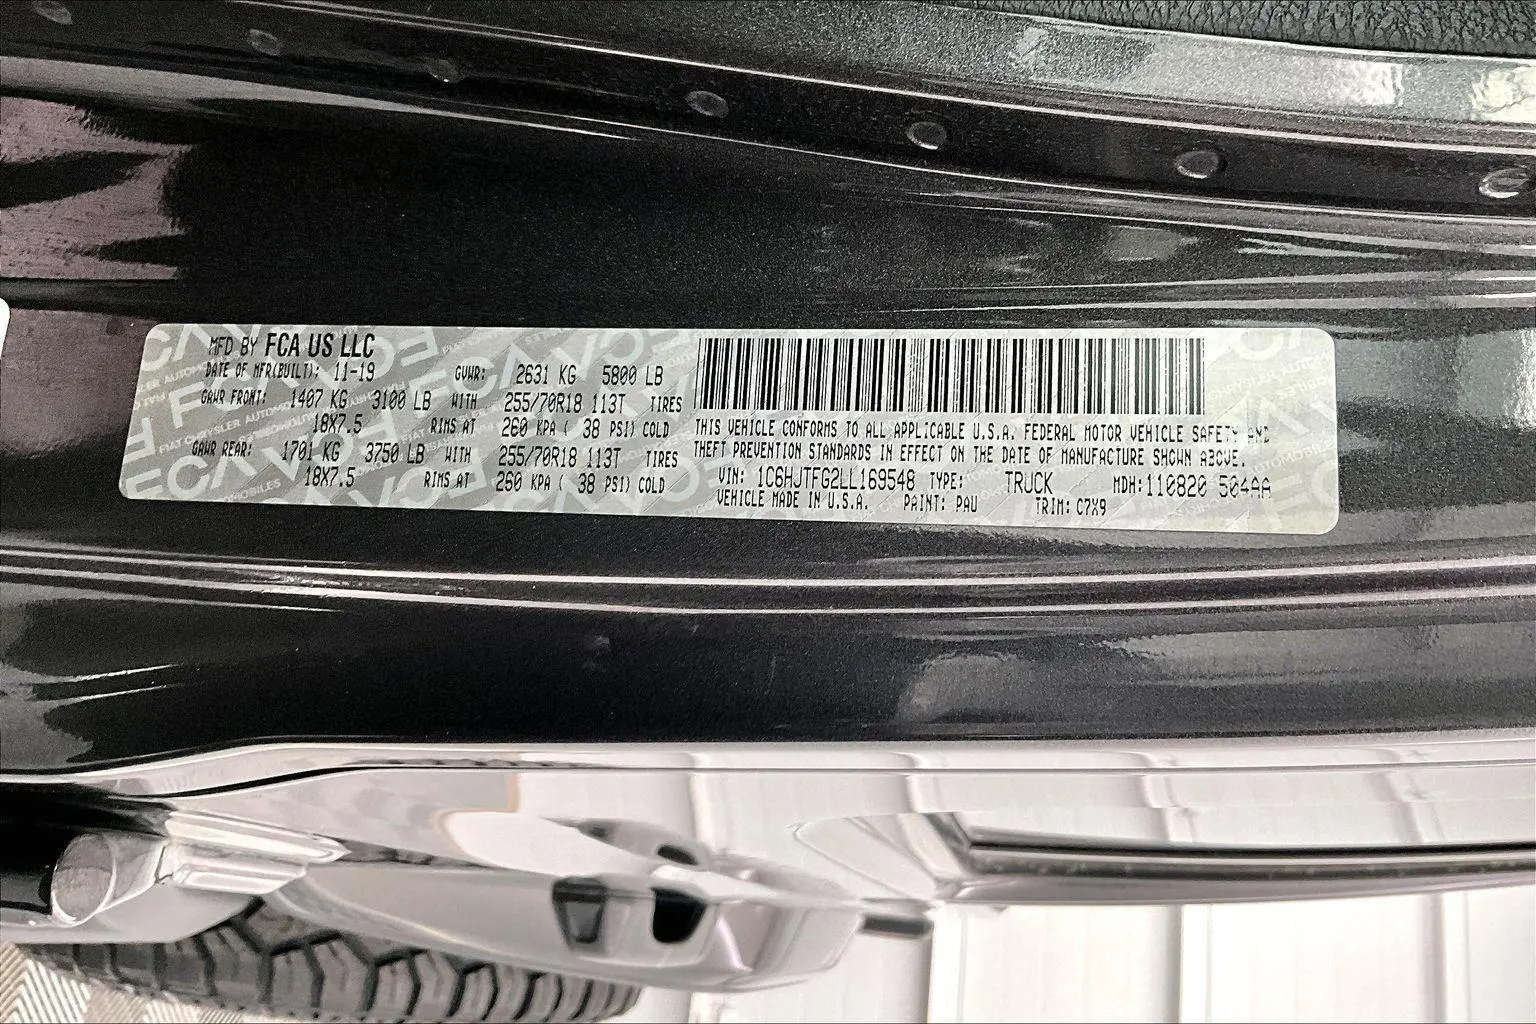 MFD BY FCA US LLC
DATE OF MFR(BUILT): 11-19 GVWR: 2631 KG 5800 LB
GAWR FRONT: 1407 KG 3100 LB WITH 255/70R18 113T TIRES
18X7.5 RIMS AT 260 KPA ( 38 PSI) COLD
GAWR REAR: 1701 KG 3750 LB WITH 255/70R18 113T TIRES
18X7.5 RIMS AT 260 KPA ( 38 PSI) COLD
THIS VEHICLE CONFORMS TO ALL APPLICABLE U.S.A. FEDERAL MOTOR VEHICLE SAFETY AND
THEFT PREVENTION STANDARDS IN EFFECT ON THE DATE OF MANUFACTURE SHOWN ABOVE.
VIN: 1C6HJTFG2LL169548 TYPE: TRUCK MDH:110820 504AA
VEHICLE MADE IN U.S.A. PAINT: PAU TRIM: C7X9